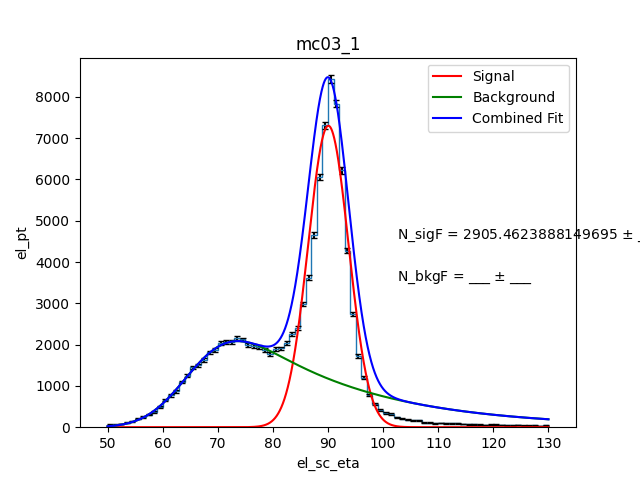 mc03_1
Signal
Background
Combined Fit
8000
7000
6000
5000
4000
3000
2000
1000
0
el_pt
N_sigF = 2905.4623888149695 ± _
N_bkgF = ___ ± ___
50
60
70
80
90
100
110
120
130
el_sc_eta